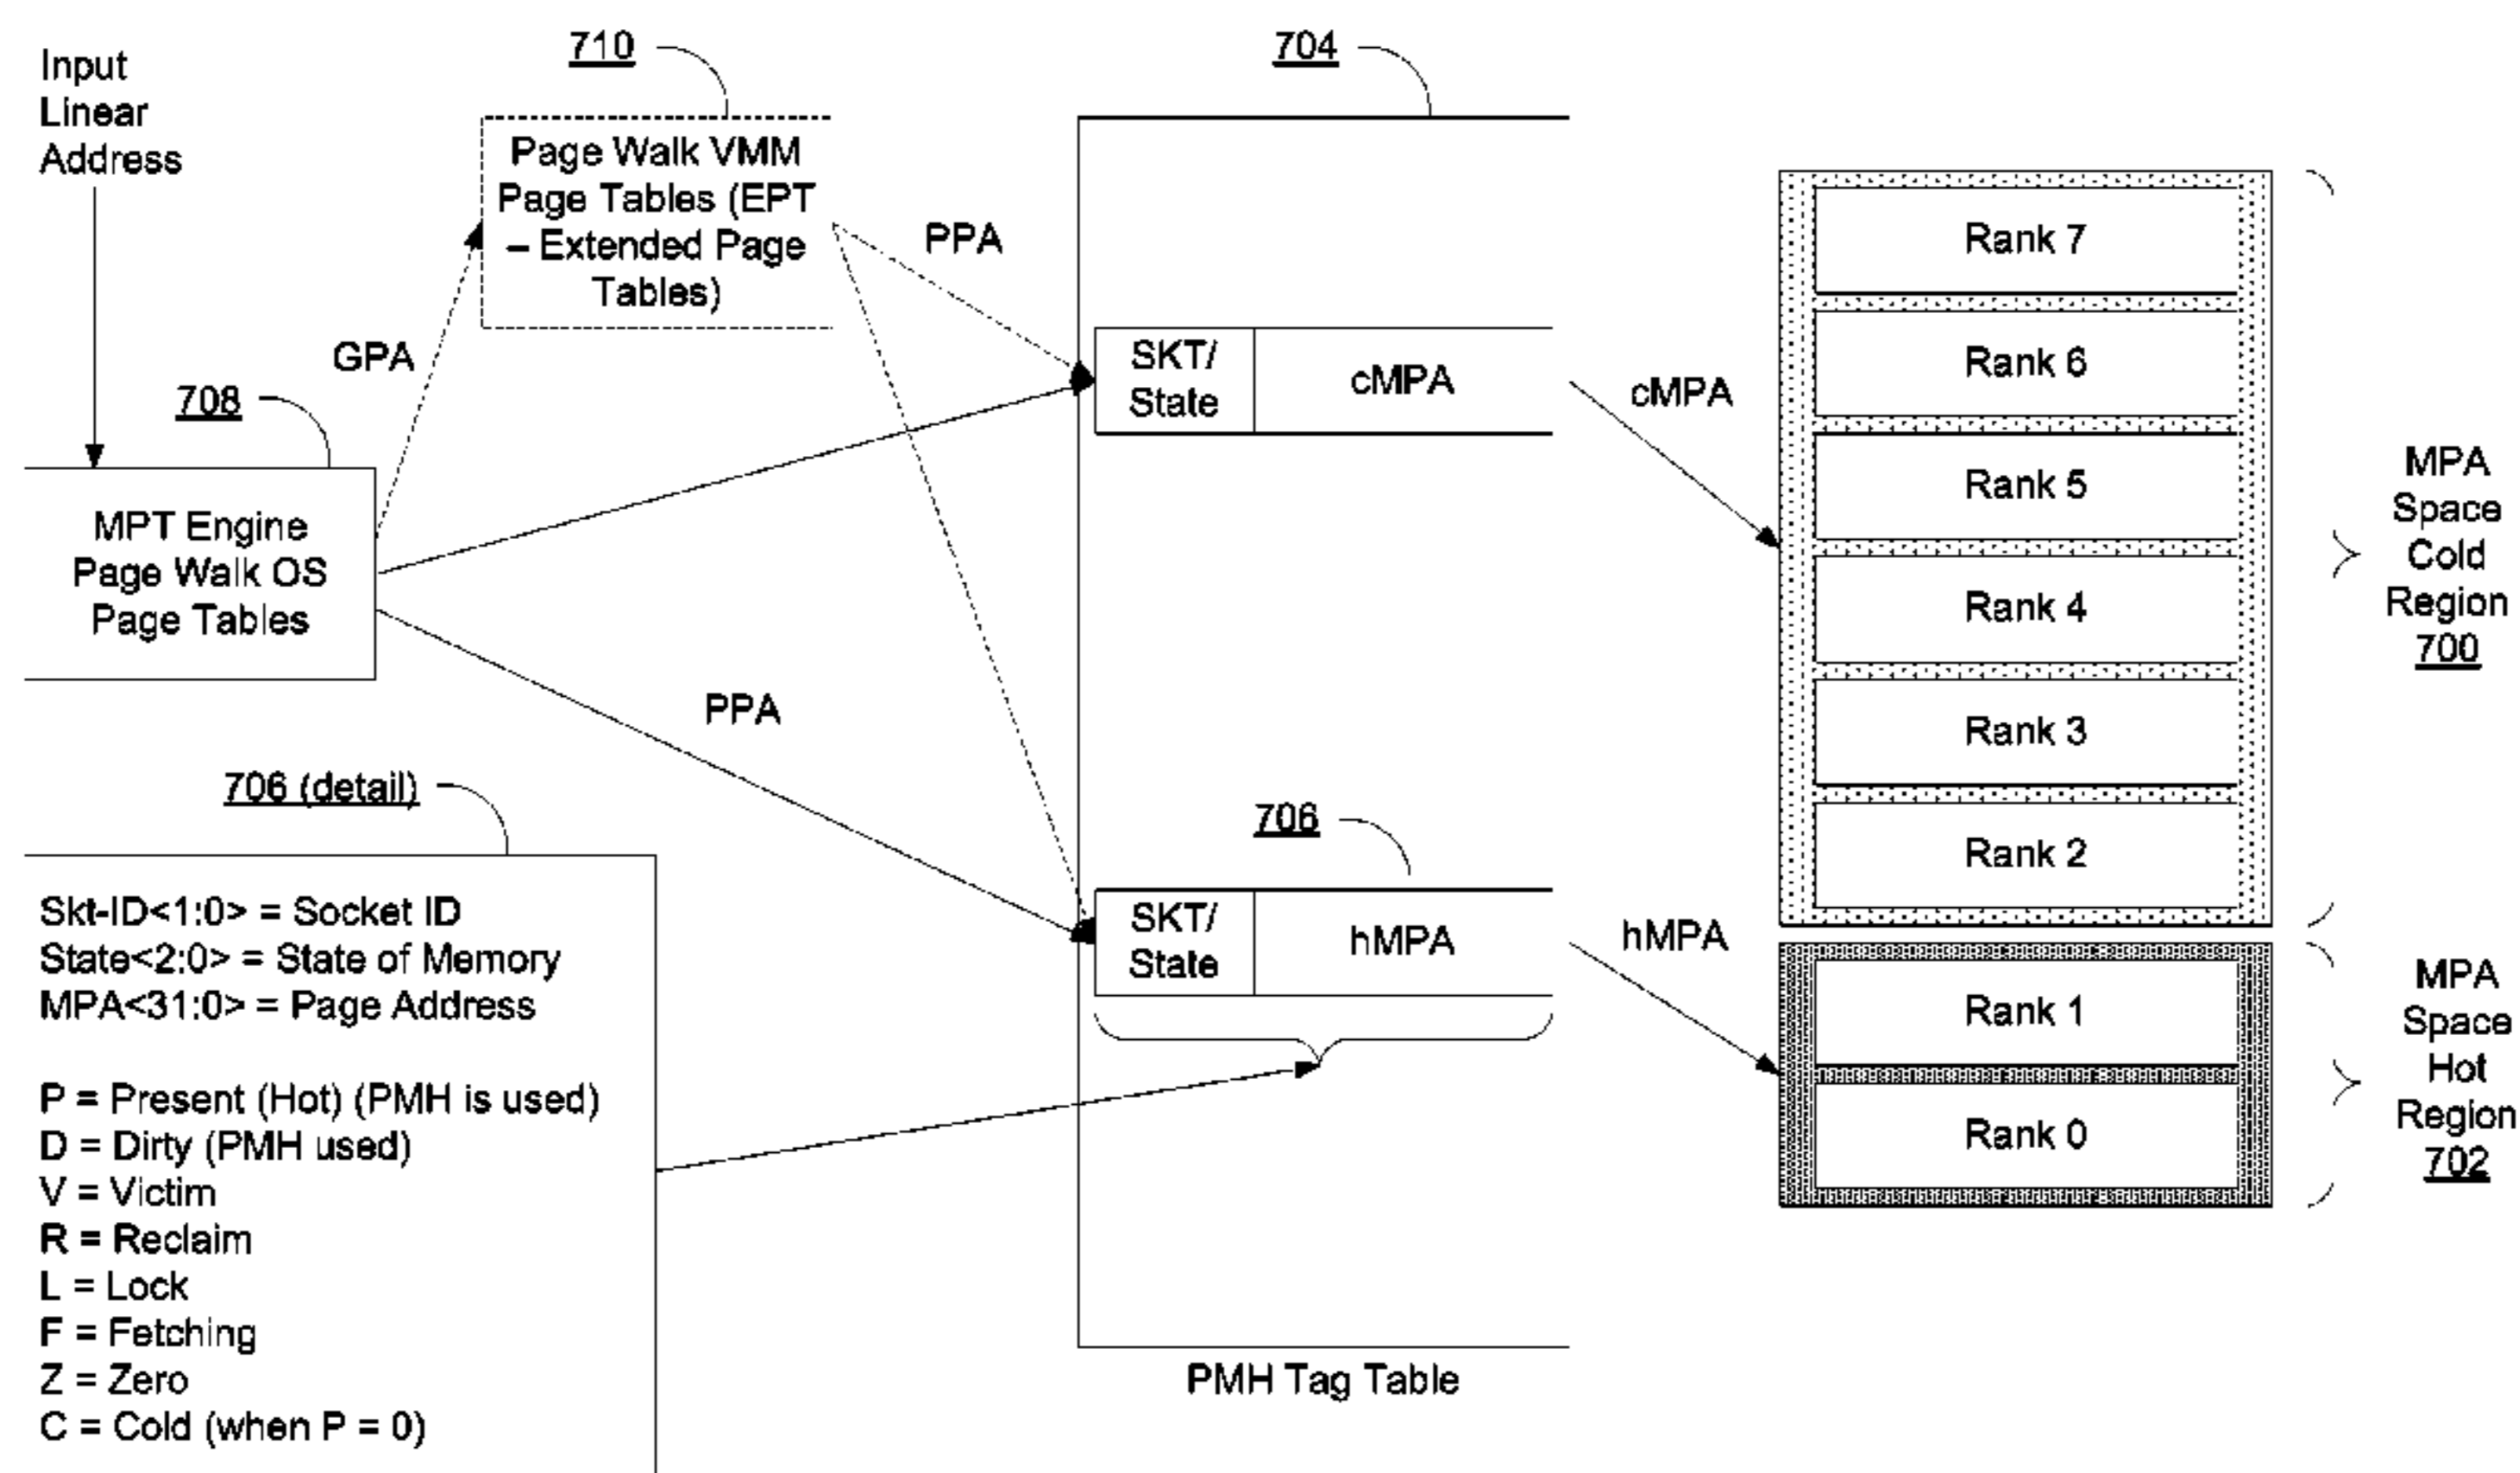 Input
Linear
Address
710
Page Walk VMM
Page Tables (EPT
– Extended Page
Tables)
704
GPA
PPA
708
MPT Engine
Page Walk OS
Page Tables
PPA
SKT/
State
cMPA
cMPA
Rank 7
Rank 6
Rank 5
Rank 4
Rank 3
Rank 2
MPA
Space
Cold
Region
700
706 (detail)
Skt-ID<1:0> = Socket ID
State<2:0> = State of Memory
MPA<31:0> = Page Address
P = Present (Hot) (PMH is used)
D = Dirty (PMH used)
V = Victim
R = Reclaim
L = Lock
F = Fetching
Z = Zero
C = Cold (when P = 0)
706
SKT/
State
hMPA
hMPA
Rank 1
Rank 0
MPA
Space
Hot
Region
702
PMH Tag Table